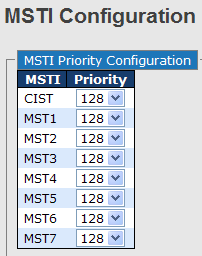 MSTI Configuration
MSTI Priority Configuration
MSTI Priority
CIST 128
MST1 128
MST2 128
MST3 128
MST4 128
MST5 128
MST6 128
MST7 128